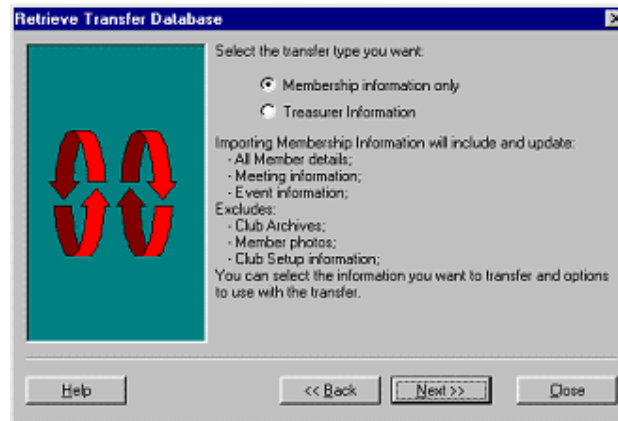 Retrieve Transfer Database
Select the transfer type you want:
Membership information only
Treasurer Information
Importing Membership Information will include and update:
- All Member details;
- Meeting information;
- Event information;
Excludes:
- Club Archives;
- Member photos;
- Club Setup information;
You can select the information you want to transfer and options
to use with the transfer.
Help
<< Back
Next >>
Close